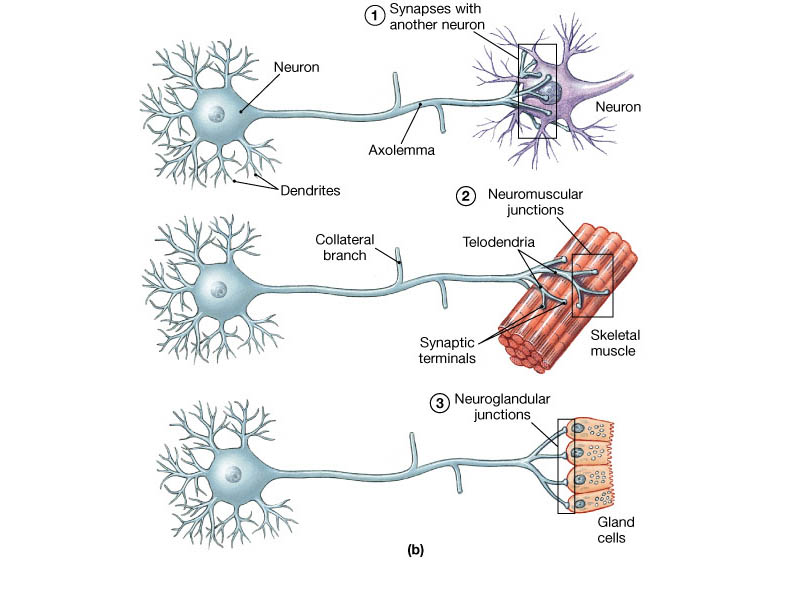 1 Synapses with
another neuron
Neuron
Neuron
Axolemma
Dendrites
2 Neuromuscular
junctions
Collateral
branch
Telodendria
Synaptic
terminals
Skeletal
muscle
3 Neuroglandular
junctions
Gland
cells
(b)